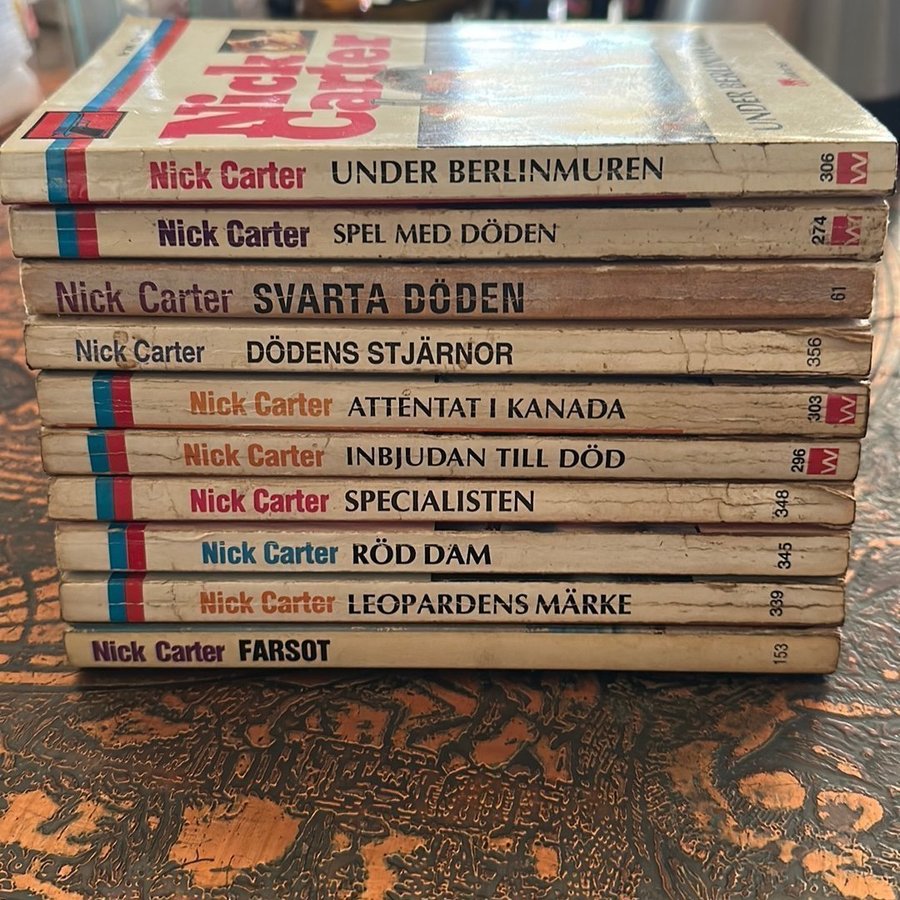 Nick
Carter
UNDER BERLINMUREN
Nick Carter UNDER BERLINMUREN 306 W
Nick Carter SPEL MED DÖDEN 274 W
Nick Carter SVARTA DÖDEN 61
Nick Carter DÖDENS STJÄRNOR 356
Nick Carter ATTENTAT I KANADA 303 W
Nick Carter INBJUDAN TILL DÖD 296 W
Nick Carter SPECIALISTEN 348
Nick Carter RÖD DAM 345
Nick Carter LEOPARDENS MÄRKE 339
Nick Carter FARSOT 153